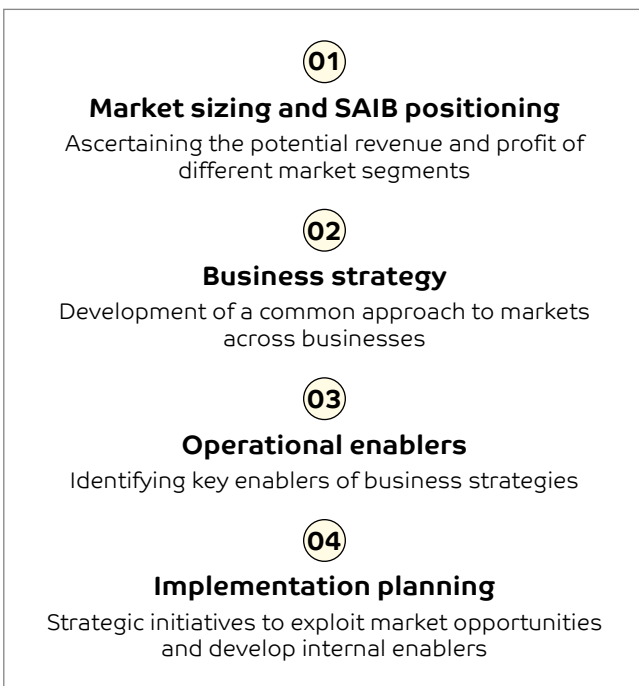 01
Market sizing and SAIB positioning
Ascertaining the potential revenue and profit of
different market segments
02
Business strategy
Development of a common approach to markets
across businesses
03
Operational enablers
Identifying key enablers of business strategies
04
Implementation planning
Strategic initiatives to exploit market opportunities
and develop internal enablers